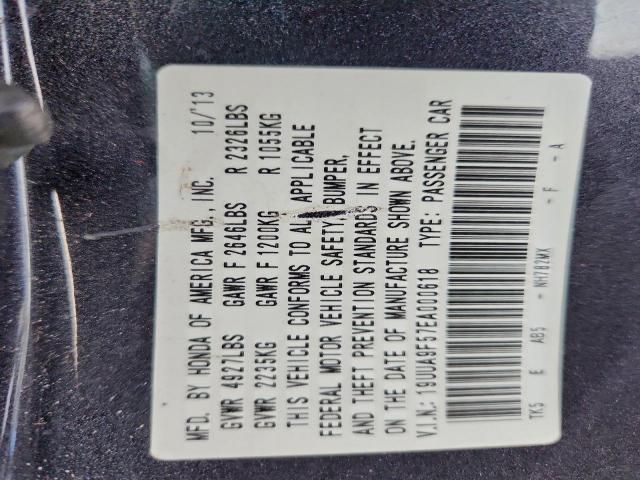 MFD. BY HONDA OF AMERICA MFG., INC. 10/13
GVWR 4927LBS GAWR F 2646LBS R 2326LBS
GVWR 2235KG GAWR F 1200KG R 1055KG
THIS VEHICLE CONFORMS TO ALL APPLICABLE
FEDERAL MOTOR VEHICLE SAFETY, BUMPER,
AND THEFT PREVENTION STANDARDS IN EFFECT
ON THE DATE OF MANUFACTURE SHOWN ABOVE.
V.I.N.: 19UUA9F57EA000618 TYPE: PASSENGER CAR
TK5 E AB5 - NH782MX - F - A